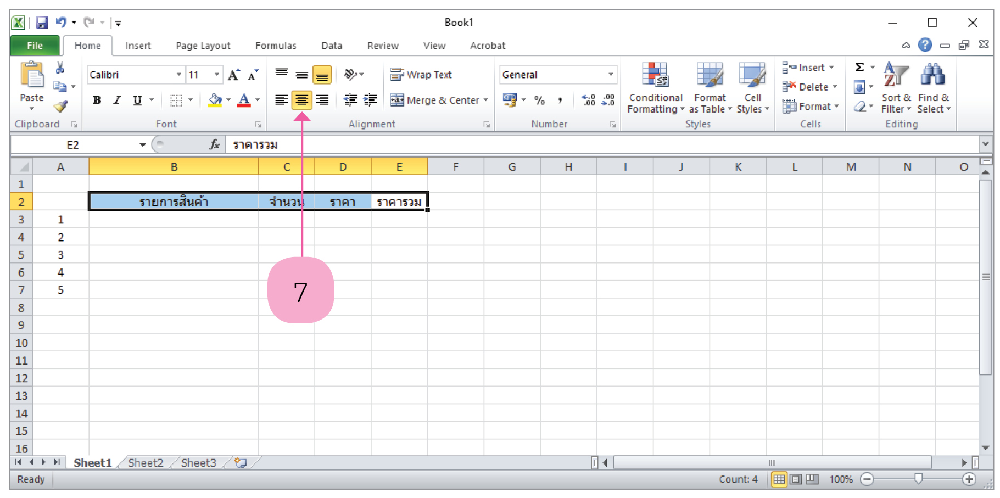 Book1
File Home Insert Page Layout Formulas Data Review View Acrobat
Calibri 11 Wrap Text General Insert
Paste B I U Merge & Center % , Conditional Formatting Format as Table Cell Styles Delete Format Σ Sort & Filter Find & Select
Clipboard Font Alignment Number Styles Cells Editing
E2 fx ราคารวม
A B C D E F G H I J K L M N O
1
2 รายการสินค้า จำนวน ราคา ราคารวม
3 1
4 2
5 3
6 4
7 5
7
8
9
10
11
12
13
14
15
16
Sheet1 Sheet2 Sheet3
Ready Count: 4 100%